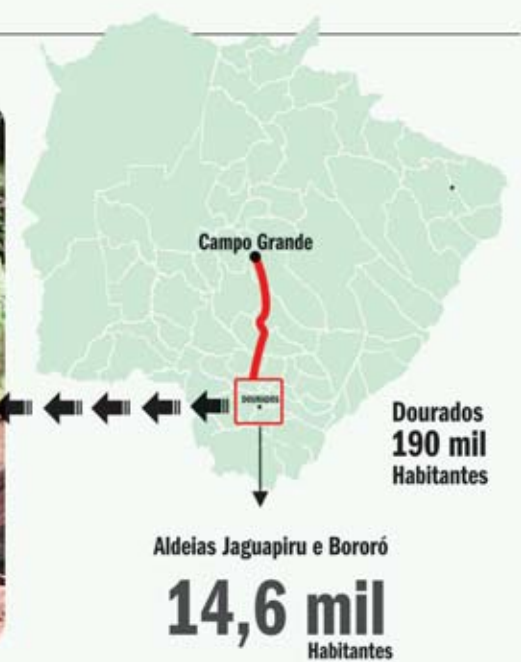 Campo Grande
DOURADOS
Dourados
190 mil
Habitantes
Aldeias Jaguapiru e Bororó
14,6 mil
Habitantes